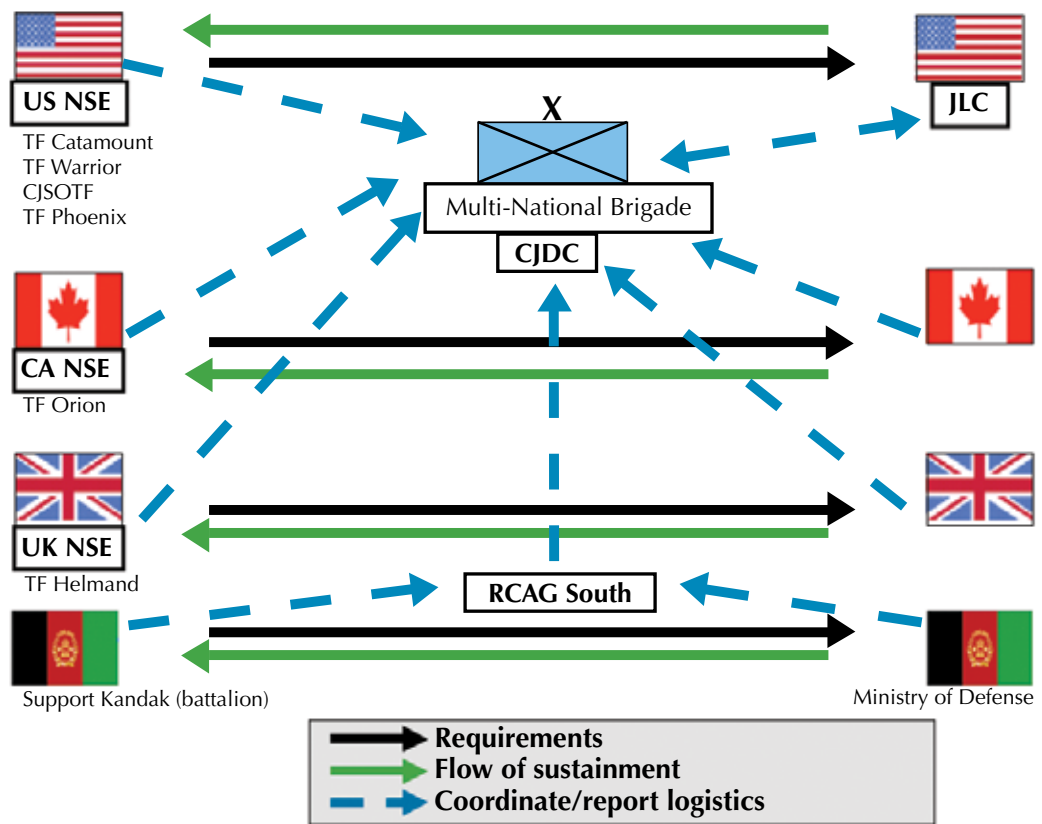 US NSE
TF Catamount
TF Warrior
CJSOTF
TF Phoenix
X
Multi-National Brigade
CJDC
JLC
CA NSE
TF Orion
UK NSE
TF Helmand
RCAG South
Support Kandak (battalion)
Ministry of Defense
Requirements
Flow of sustainment
Coordinate/report logistics